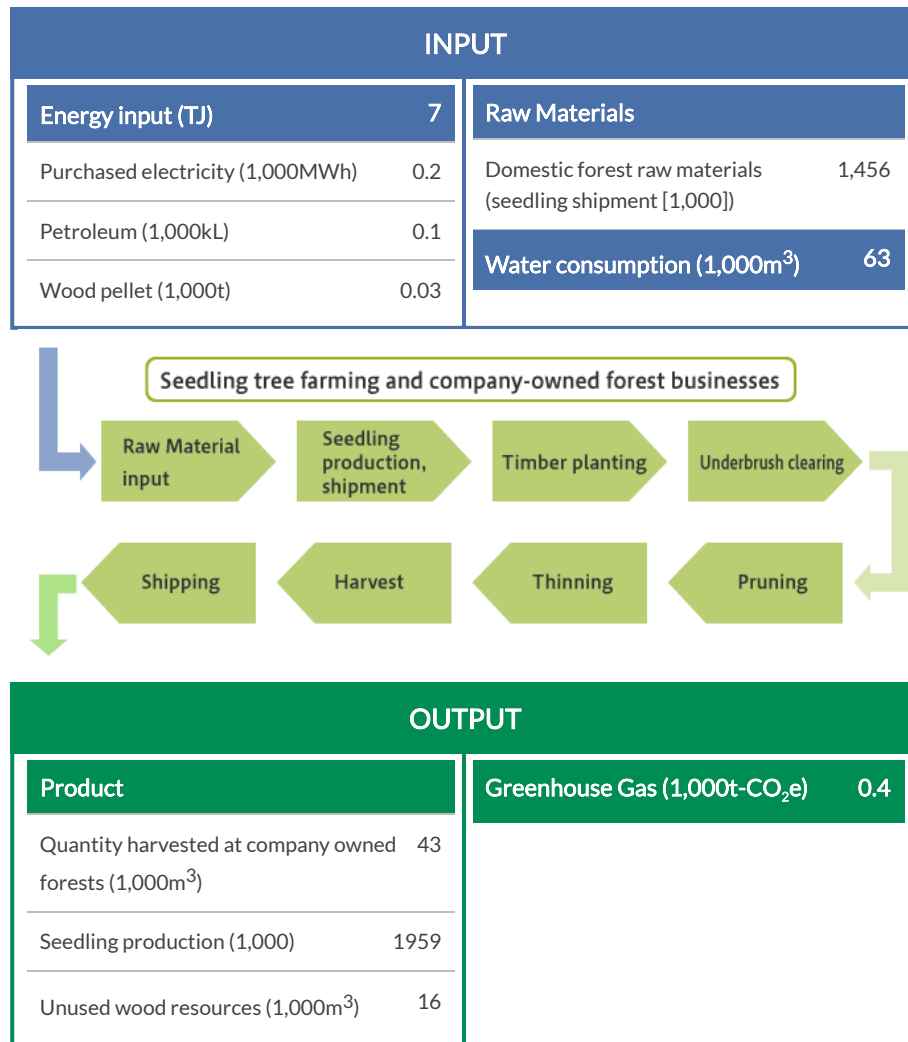 INPUT
Energy input (TJ) 7
Purchased electricity (1,000MWh) 0.2
Petroleum (1,000kL) 0.1
Wood pellet (1,000t) 0.03
Raw Materials
Domestic forest raw materials 1,456
(seedling shipment [1,000])
Water consumption (1,000m³) 63
Seedling tree farming and company-owned forest businesses
Raw Material
input
Seedling
production,
shipment
Timber planting
Underbrush clearing
Pruning
Thinning
Harvest
Shipping
OUTPUT
Product
Quantity harvested at company owned 43
forests (1,000m³)
Seedling production (1,000) 1959
Unused wood resources (1,000m³) 16
Greenhouse Gas (1,000t-CO₂e) 0.4